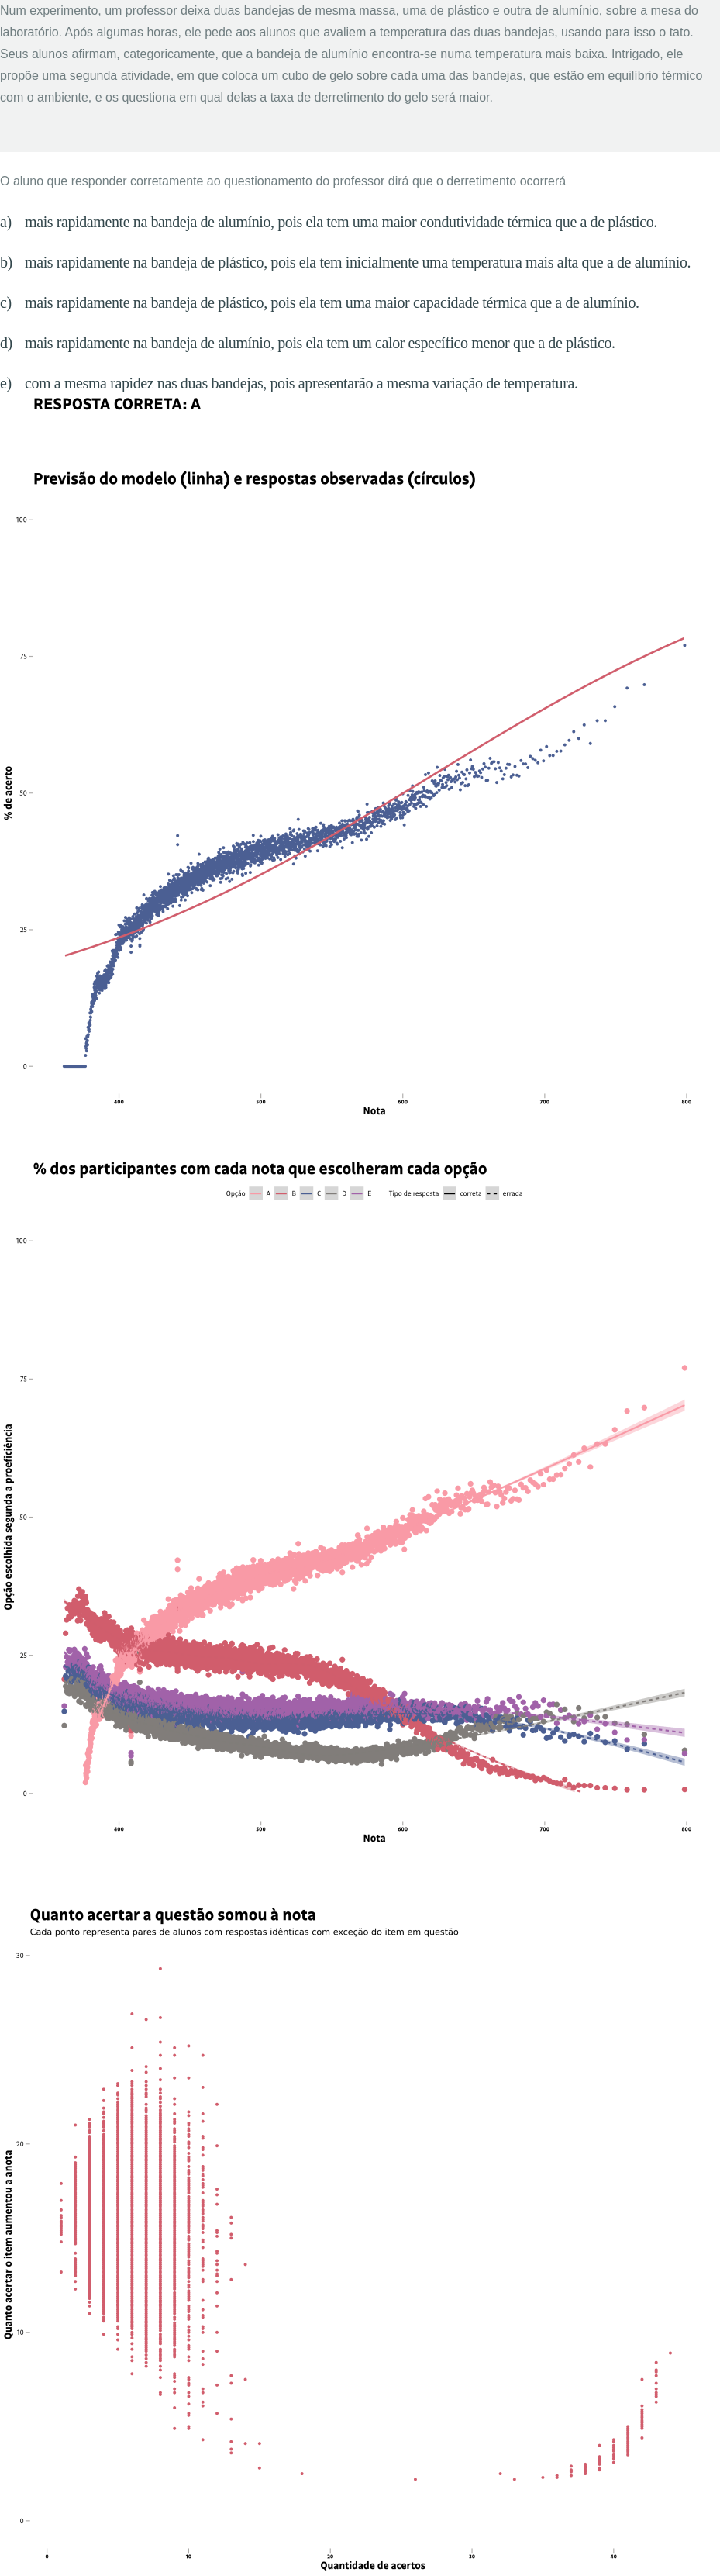 Num experimento, um professor deixa duas bandejas de mesma massa, uma de plástico e outra de alumínio, sobre a mesa do
laboratório. Após algumas horas, ele pede aos alunos que avaliem a temperatura das duas bandejas, usando para isso o tato.
Seus alunos afirmam, categoricamente, que a bandeja de alumínio encontra-se numa temperatura mais baixa. Intrigado, ele
propõe uma segunda atividade, em que coloca um cubo de gelo sobre cada uma das bandejas, que estão em equilíbrio térmico
com o ambiente, e os questiona em qual delas a taxa de derretimento do gelo será maior.
O aluno que responder corretamente ao questionamento do professor dirá que o derretimento ocorrerá
a) mais rapidamente na bandeja de alumínio, pois ela tem uma maior condutividade térmica que a de plástico.
b) mais rapidamente na bandeja de plástico, pois ela tem inicialmente uma temperatura mais alta que a de alumínio.
c) mais rapidamente na bandeja de plástico, pois ela tem uma maior capacidade térmica que a de alumínio.
d) mais rapidamente na bandeja de alumínio, pois ela tem um calor específico menor que a de plástico.
e) com a mesma rapidez nas duas bandejas, pois apresentarão a mesma variação de temperatura.
RESPOSTA CORRETA: A
Previsão do modelo (linha) e respostas observadas (círculos)
100
75
50
25
0
% de acerto
400 500 600 700 800
Nota
% dos participantes com cada nota que escolheram cada opção
Opção A B C D E Tipo de resposta correta errada
100
75
50
25
0
Opção escolhida segunda a proeficiência
400 500 600 700 800
Nota
Quanto acertar a questão somou à nota
Cada ponto representa pares de alunos com respostas idênticas com exceção do item em questão
30
20
10
0
Quanto acertar o item aumentou a anota
0 10 20 30 40
Quantidade de acertos